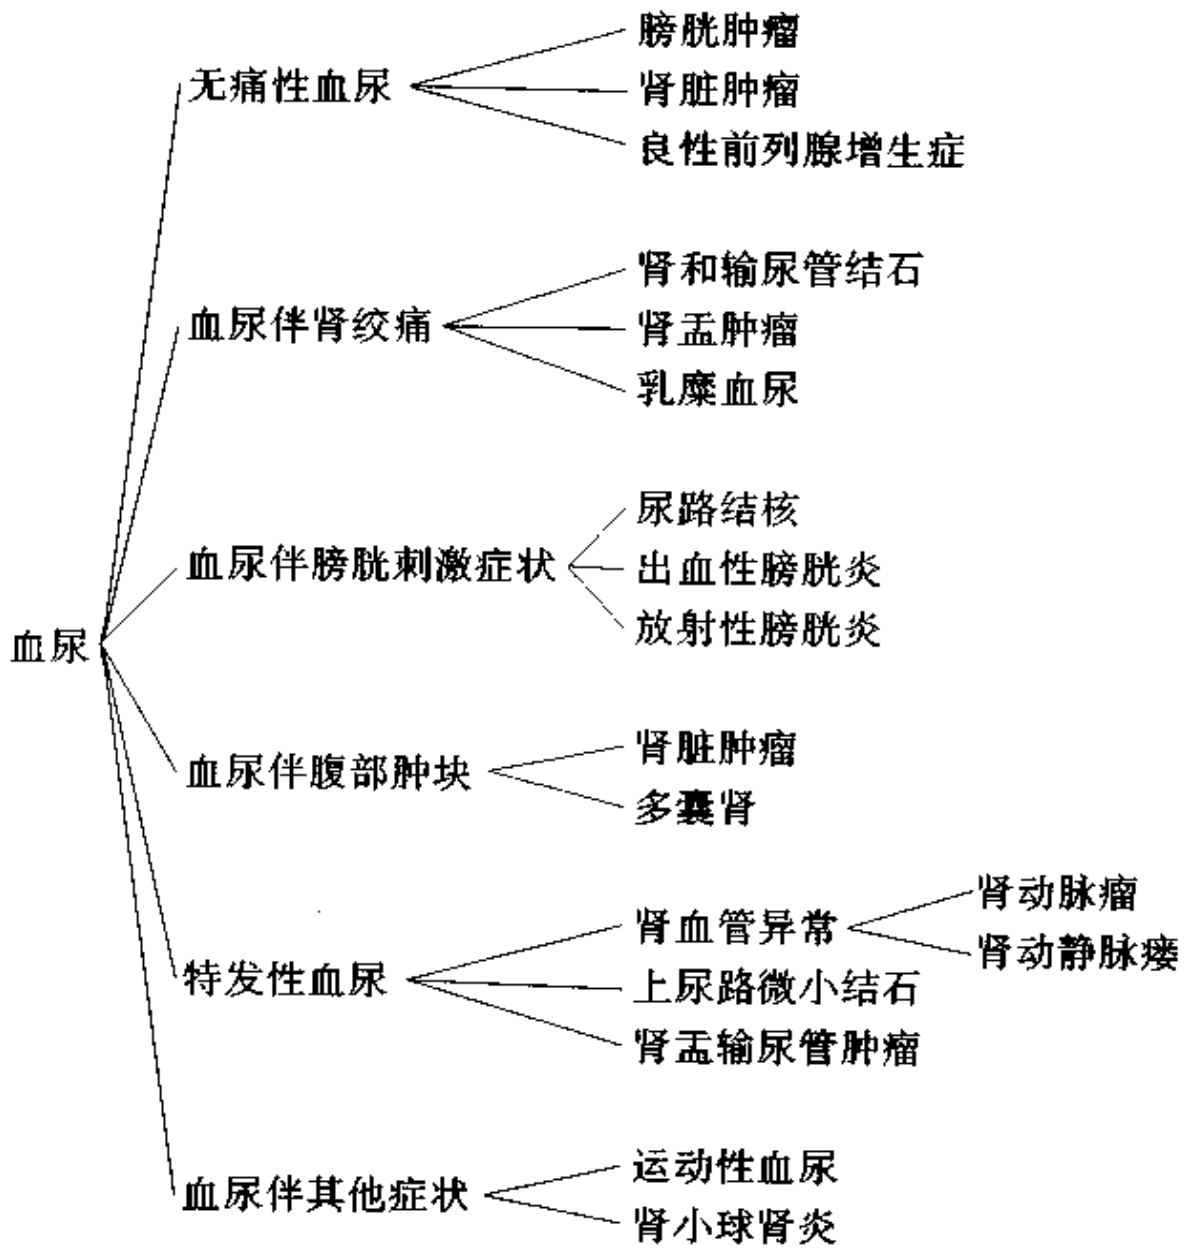 膀胱肿瘤
无痛性血尿
肾脏肿瘤
良性前列腺增生症
肾和输尿管结石
血尿伴肾绞痛
肾盂肿瘤
乳糜血尿
尿路结核
血尿伴膀胱刺激症状
出血性膀胱炎
放射性膀胱炎
血尿
肾脏肿瘤
血尿伴腹部肿块
多囊肾
肾动脉瘤
肾血管异常
肾动静脉瘘
特发性血尿
上尿路微小结石
肾盂输尿管肿瘤
运动性血尿
血尿伴其他症状
肾小球肾炎